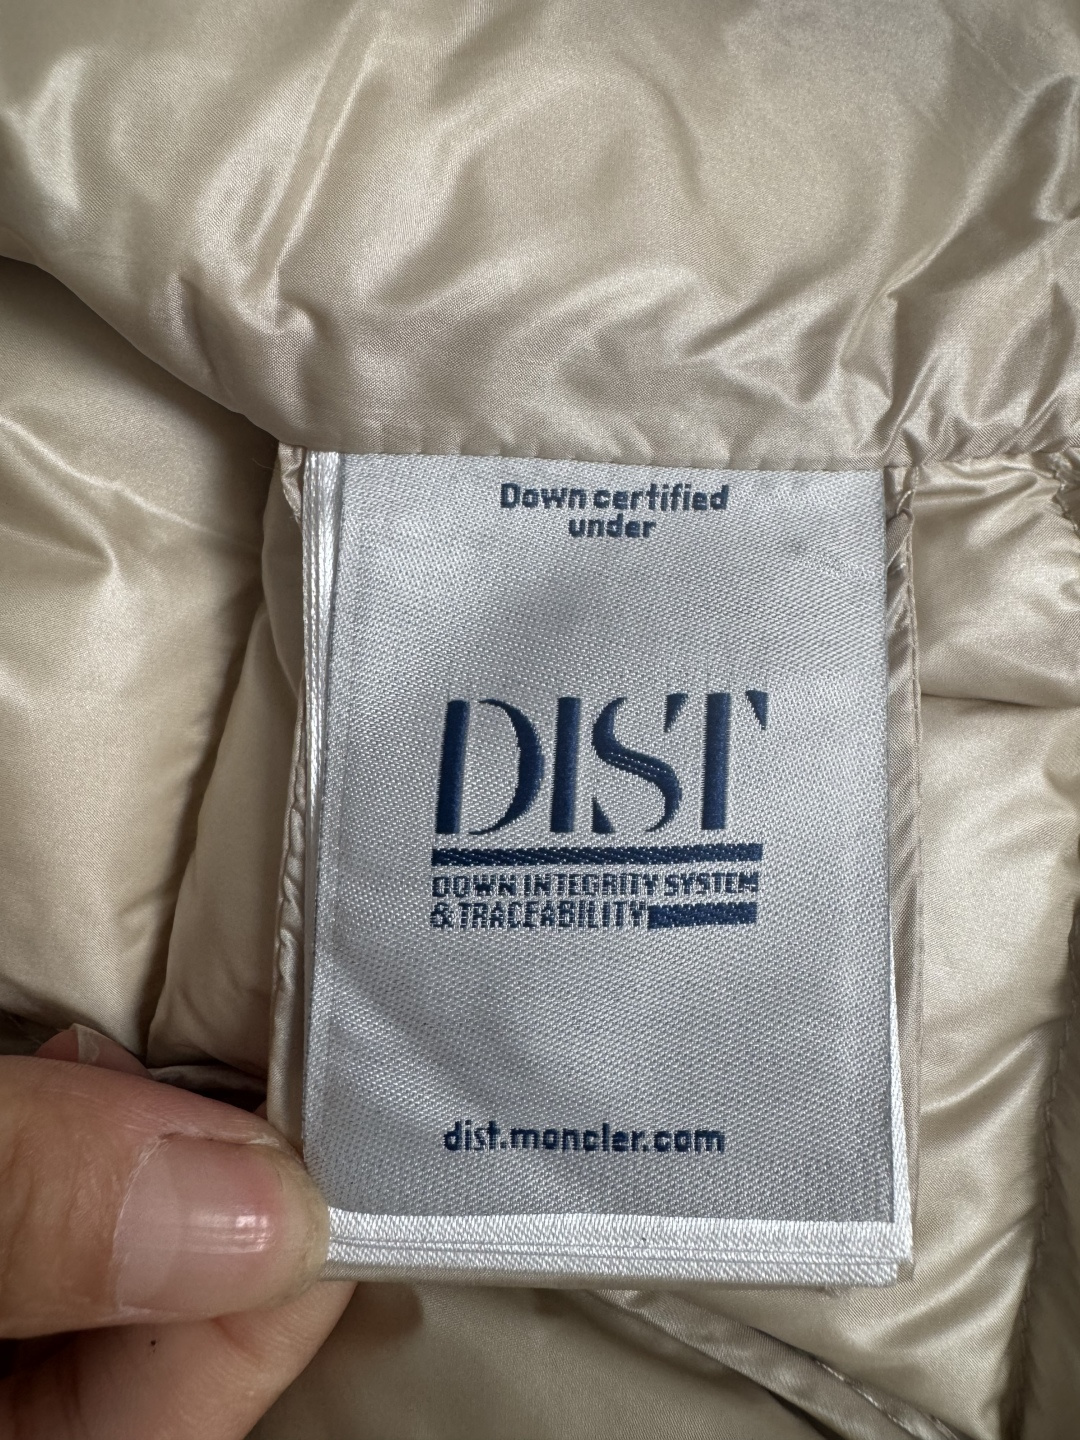 Down certified
under
DIST
DOWN INTEGRITY SYSTEM
& TRACEABILITY
dist.moncler.com